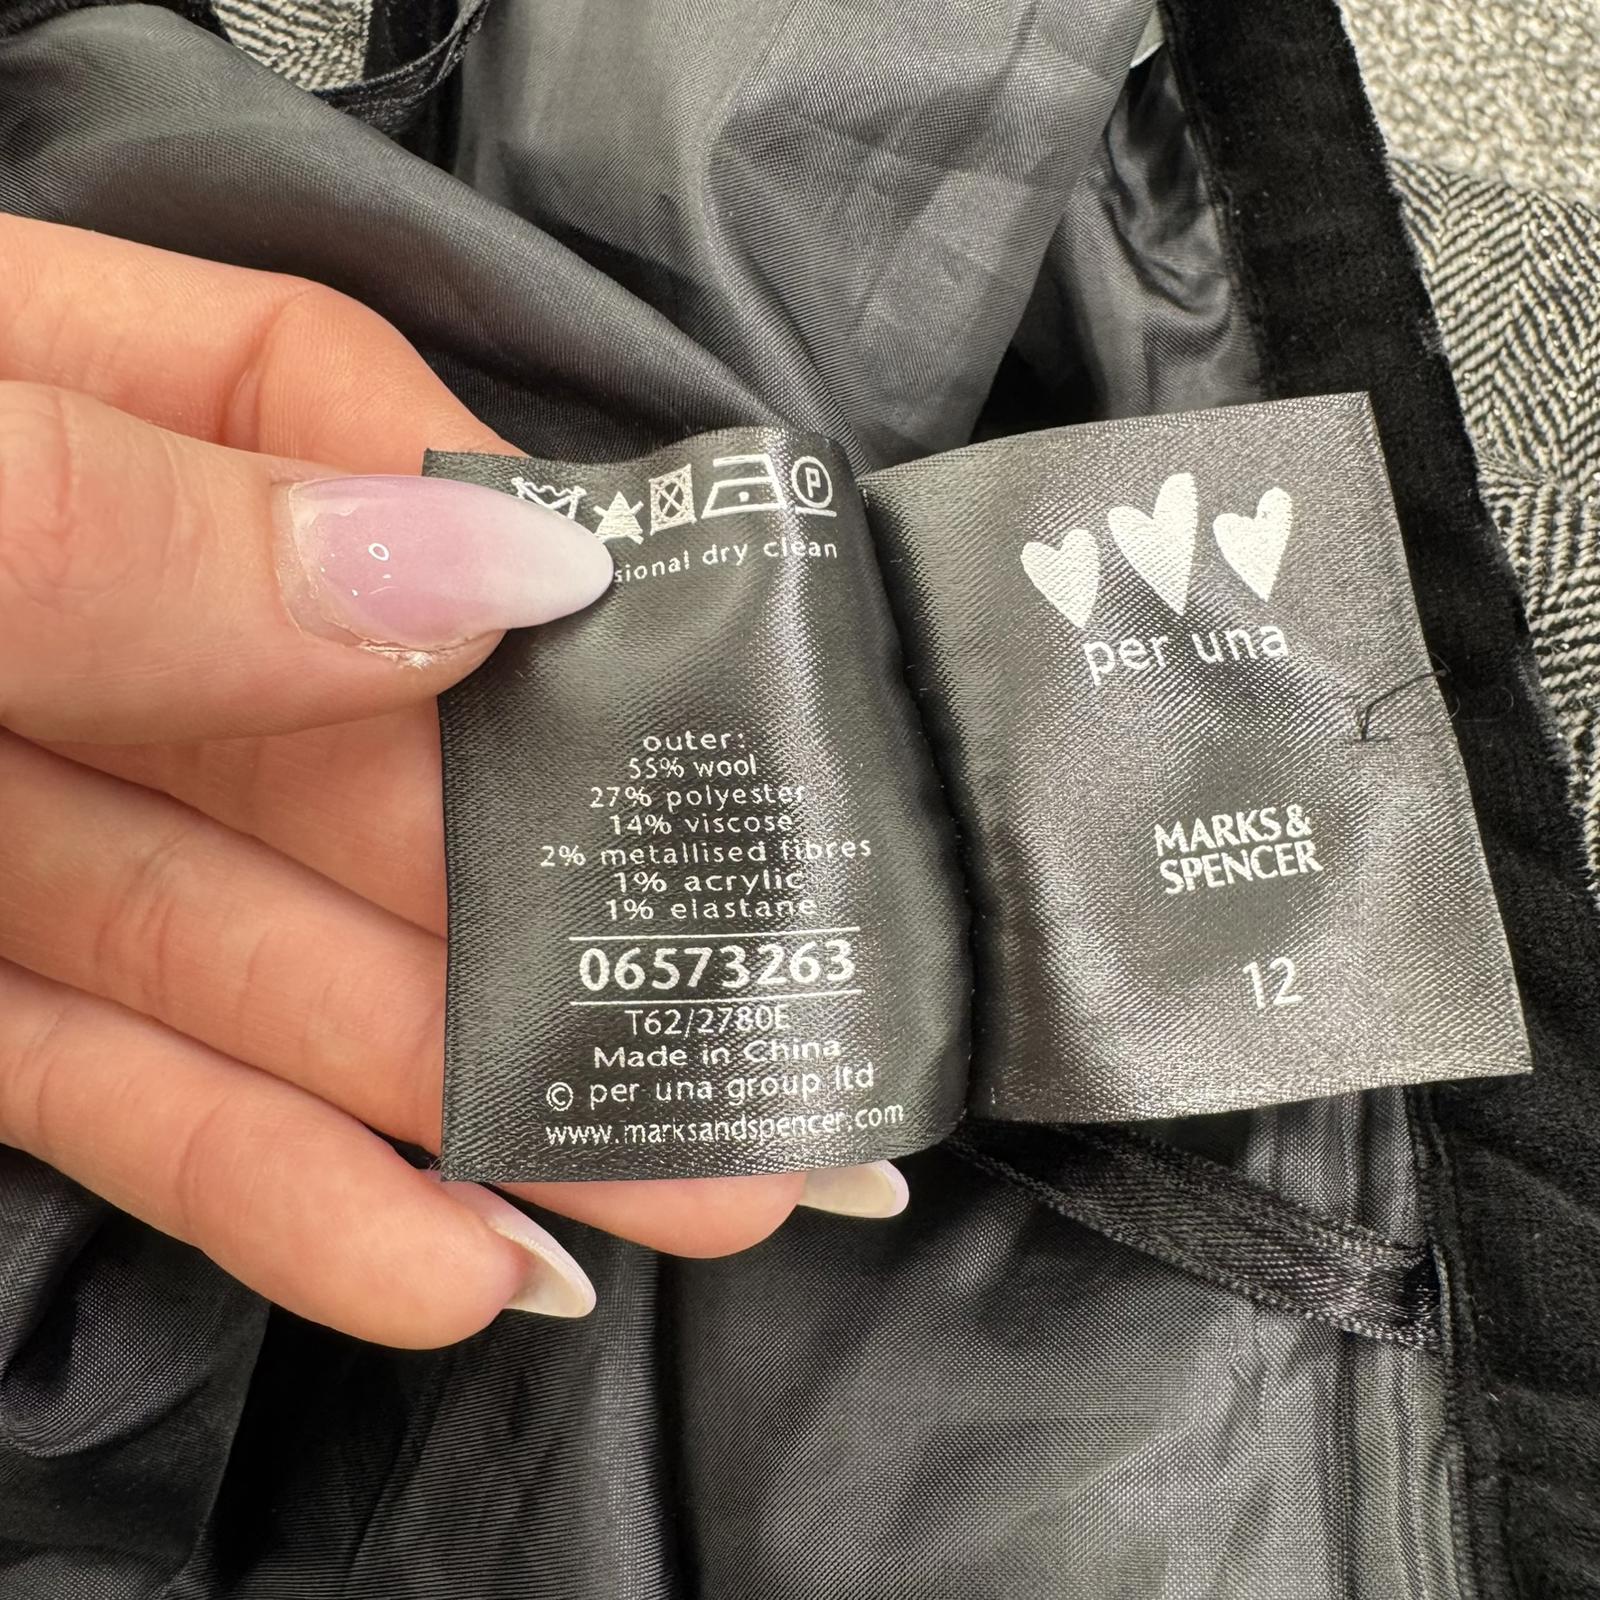 P
dry clean
outer:
55% wool
27% polyester
14% viscose
2% metallised fibres
1% acrylic
1% elastane
06573263
T62/2780E
Made in China
© per una group ltd
www.marksandspencer.com
per una
MARKS &
SPENCER
12